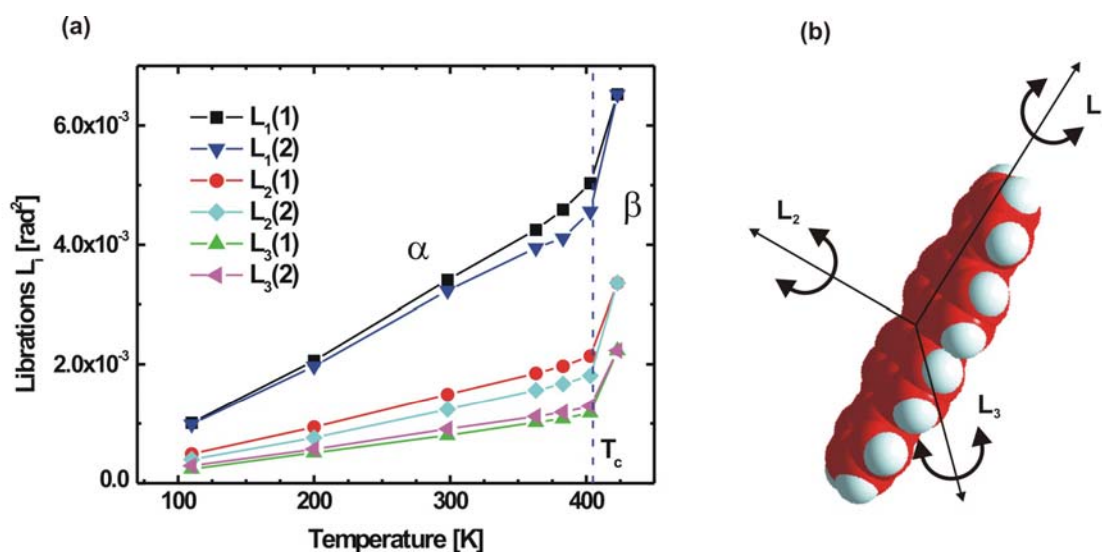 (a)
(b)
6.0x10⁻³
4.0x10⁻³
2.0x10⁻³
0.0
Librations Lᵢ [rad²]
L₁(1)
L₁(2)
L₂(1)
L₂(2)
L₃(1)
L₃(2)
α
β
T꜀
100
200
300
400
Temperature [K]
L
L₂
L₃